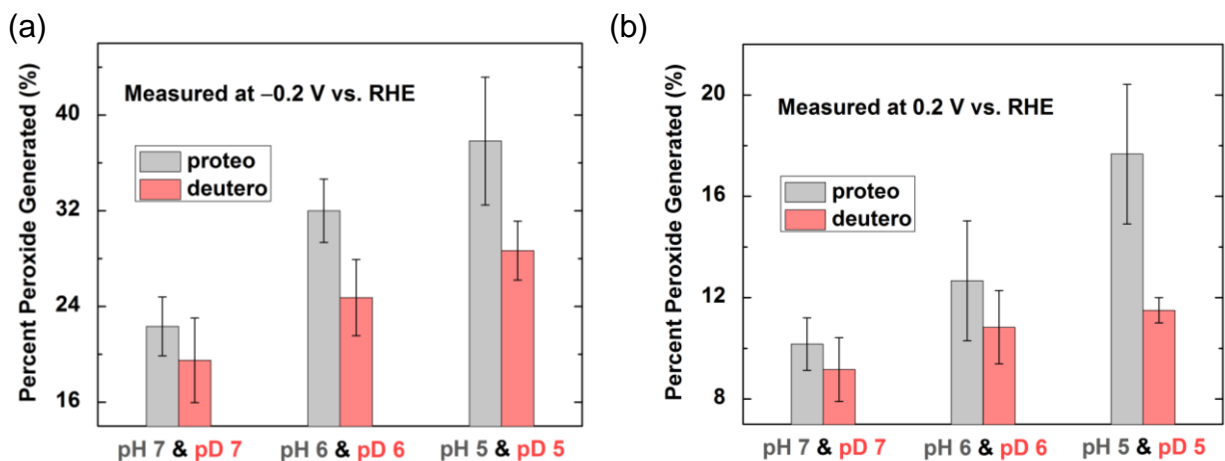 (a)
Percent Peroxide Generated (%)
40
32
24
16
Measured at −0.2 V vs. RHE
proteo
deutero
pH 7 & pD 7
pH 6 & pD 6
pH 5 & pD 5
(b)
Percent Peroxide Generated (%)
20
16
12
8
Measured at 0.2 V vs. RHE
proteo
deutero
pH 7 & pD 7
pH 6 & pD 6
pH 5 & pD 5